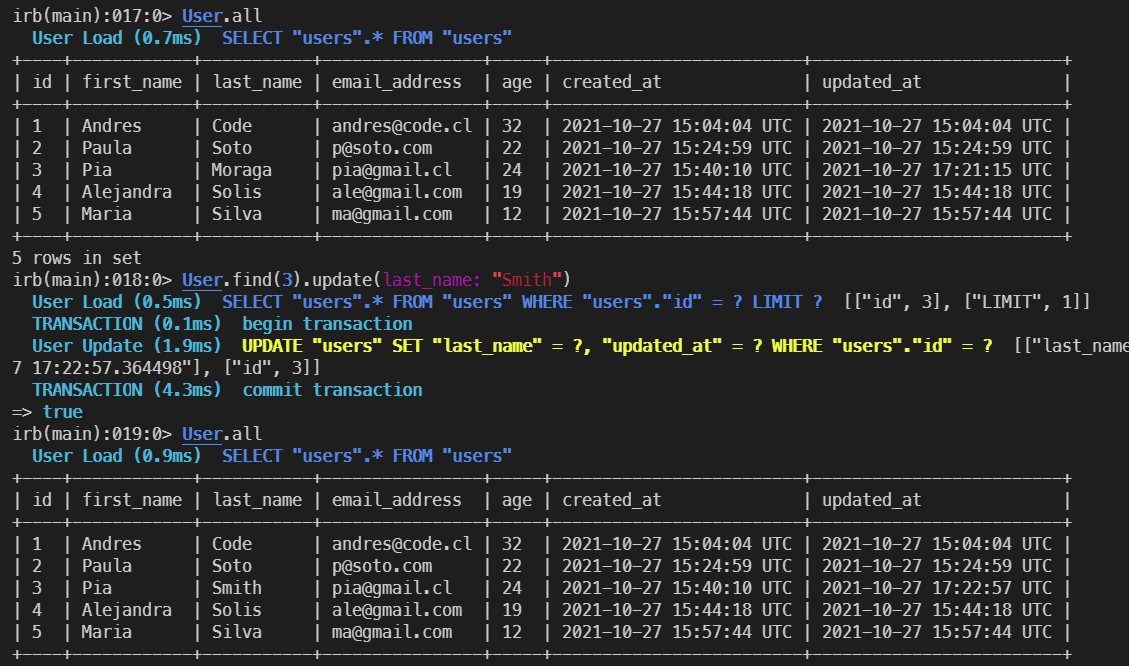 irb(main):017:0> User.all
  User Load (0.7ms)  SELECT "users".* FROM "users"
+----+------------+-----------+----------------+-----+-------------------------+-------------------------+
| id | first_name | last_name | email_address  | age | created_at              | updated_at              |
+----+------------+-----------+----------------+-----+-------------------------+-------------------------+
| 1  | Andres     | Code      | andres@code.cl | 32  | 2021-10-27 15:04:04 UTC | 2021-10-27 15:04:04 UTC |
| 2  | Paula      | Soto      | p@soto.com     | 22  | 2021-10-27 15:24:59 UTC | 2021-10-27 15:24:59 UTC |
| 3  | Pia        | Moraga    | pia@gmail.cl   | 24  | 2021-10-27 15:40:10 UTC | 2021-10-27 17:21:15 UTC |
| 4  | Alejandra  | Solis     | ale@gmail.com  | 19  | 2021-10-27 15:44:18 UTC | 2021-10-27 15:44:18 UTC |
| 5  | Maria      | Silva     | ma@gmail.com   | 12  | 2021-10-27 15:57:44 UTC | 2021-10-27 15:57:44 UTC |
+----+------------+-----------+----------------+-----+-------------------------+-------------------------+
5 rows in set
irb(main):018:0> User.find(3).update(last_name: "Smith")
  User Load (0.5ms)  SELECT "users".* FROM "users" WHERE "users"."id" = ? LIMIT ?  [["id", 3], ["LIMIT", 1]]
  TRANSACTION (0.1ms)  begin transaction
  User Update (1.9ms)  UPDATE "users" SET "last_name" = ?, "updated_at" = ? WHERE "users"."id" = ?  [["last_name
7 17:22:57.364498"], ["id", 3]]
  TRANSACTION (4.3ms)  commit transaction
=> true
irb(main):019:0> User.all
  User Load (0.9ms)  SELECT "users".* FROM "users"
+----+------------+-----------+----------------+-----+-------------------------+-------------------------+
| id | first_name | last_name | email_address  | age | created_at              | updated_at              |
+----+------------+-----------+----------------+-----+-------------------------+-------------------------+
| 1  | Andres     | Code      | andres@code.cl | 32  | 2021-10-27 15:04:04 UTC | 2021-10-27 15:04:04 UTC |
| 2  | Paula      | Soto      | p@soto.com     | 22  | 2021-10-27 15:24:59 UTC | 2021-10-27 15:24:59 UTC |
| 3  | Pia        | Smith     | pia@gmail.cl   | 24  | 2021-10-27 15:40:10 UTC | 2021-10-27 17:22:57 UTC |
| 4  | Alejandra  | Solis     | ale@gmail.com  | 19  | 2021-10-27 15:44:18 UTC | 2021-10-27 15:44:18 UTC |
| 5  | Maria      | Silva     | ma@gmail.com   | 12  | 2021-10-27 15:57:44 UTC | 2021-10-27 15:57:44 UTC |
+----+------------+-----------+----------------+-----+-------------------------+-------------------------+